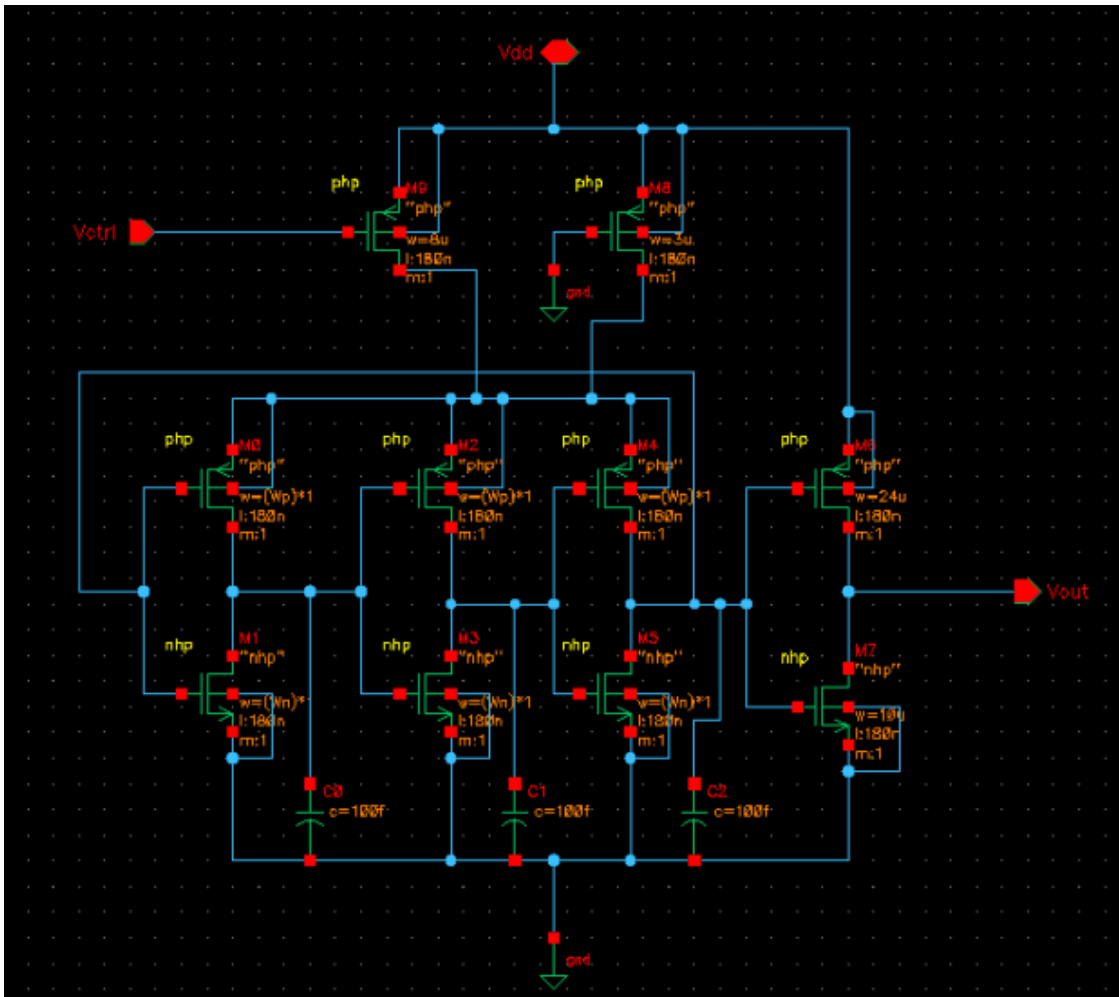 Vdd
php
M9
"php"
w=8u
l:180n
m:1
php
M8
"php"
w=3u
l:180n
m:1
Vctrl
gnd
php
M0
"php"
w=(Wp)*1
l:180n
m:1
php
M2
"php"
w=(Wp)*1
l:180n
m:1
php
M4
"php"
w=(Wp)*1
l:180n
m:1
php
M6
"php"
w=24u
l:180n
m:1
Vout
nhp
M1
"nhp"
w=(Wn)*1
l:180n
m:1
nhp
M3
"nhp"
w=(Wn)*1
l:180n
m:1
nhp
M5
"nhp"
w=(Wn)*1
l:180n
m:1
nhp
M7
"nhp"
w=10u
l:180n
m:1
C0
c=100f
C1
c=100f
C2
c=100f
gnd